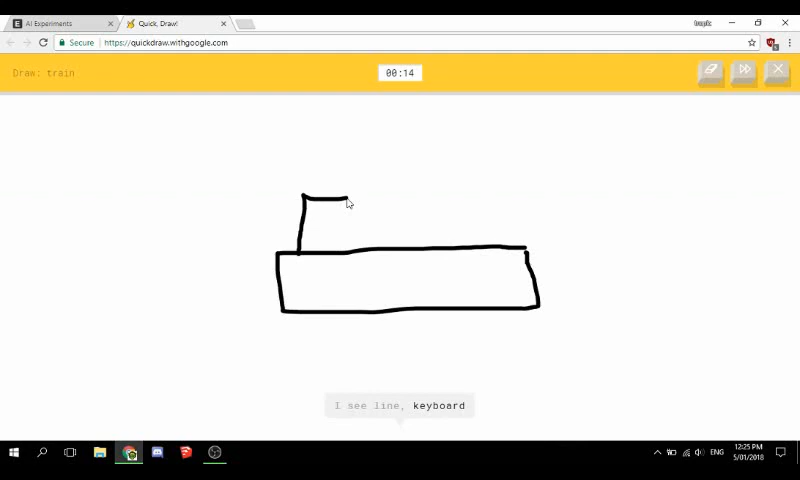 AI Experiments
Quick, Draw!
tropic
Secure
https://quickdraw.withgoogle.com
Draw: train
00:14
I see line, keyboard
ENG
12:25 PM
5/01/2018